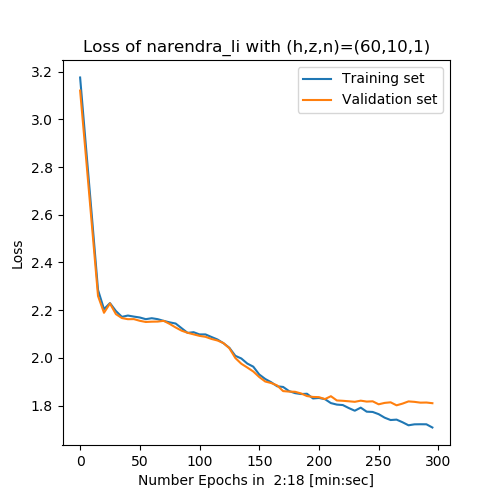 Loss of narendra_li with (h,z,n)=(60,10,1)
Training set
Validation set
3.2
3.0
2.8
2.6
2.4
2.2
2.0
1.8
Loss
0 50 100 150 200 250 300
Number Epochs in  2:18 [min:sec]